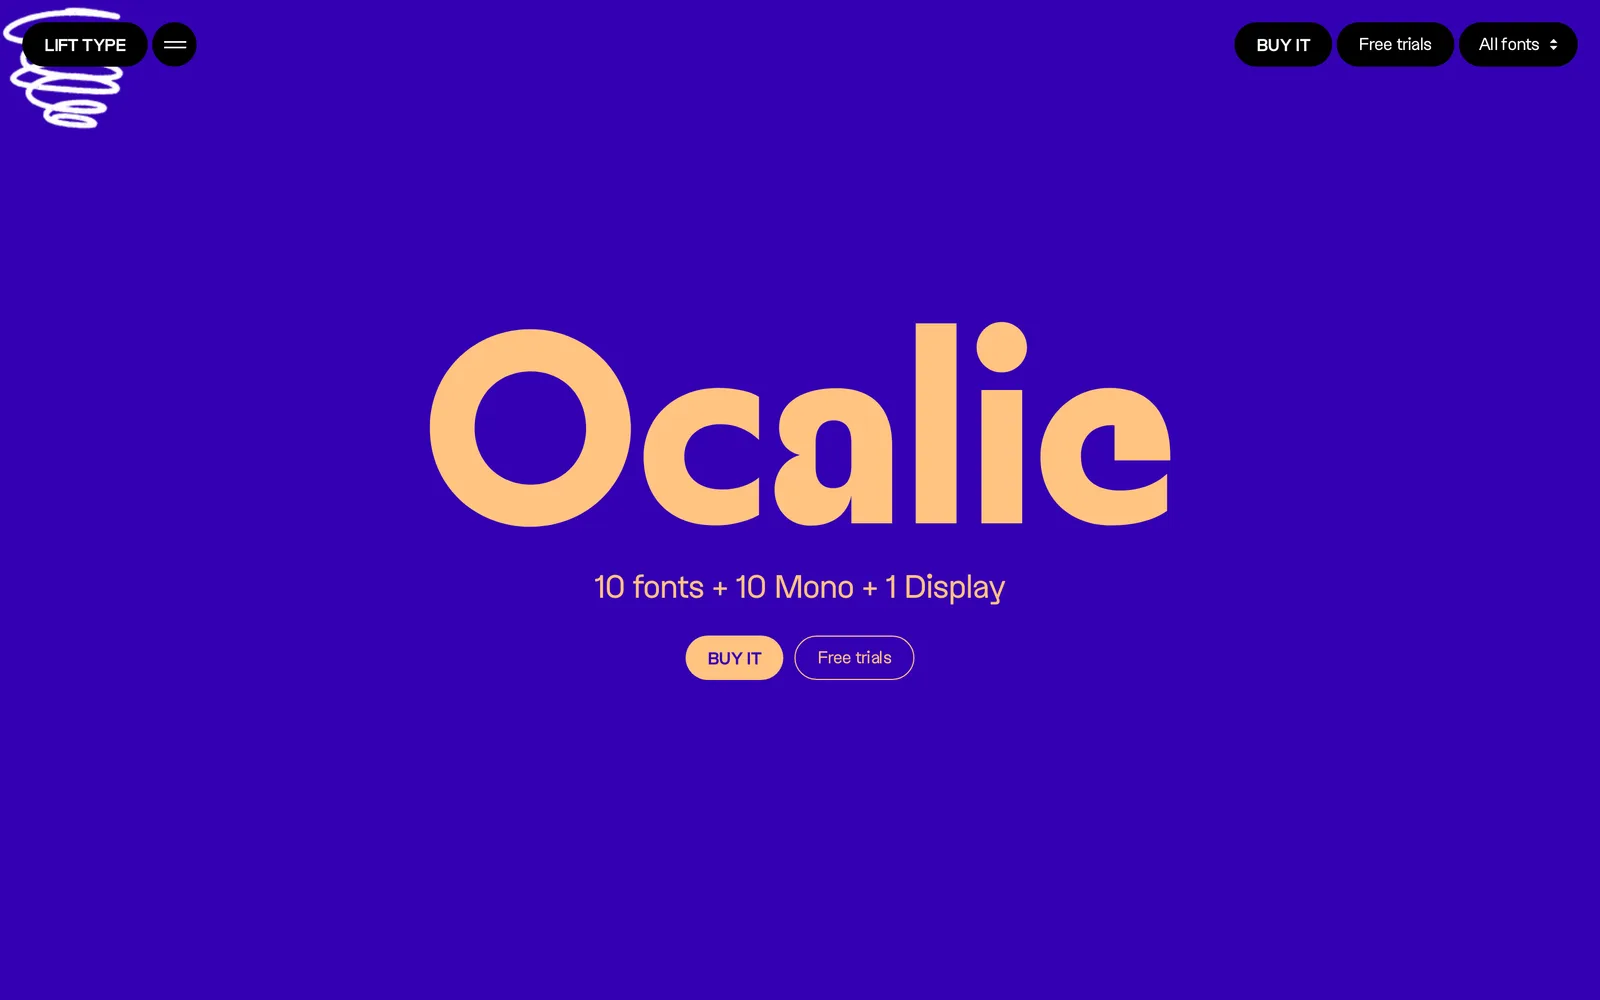 LIFT TYPE
BUY IT
Free trials
All fonts
Ocalie
10 fonts + 10 Mono + 1 Display
BUY IT
Free trials